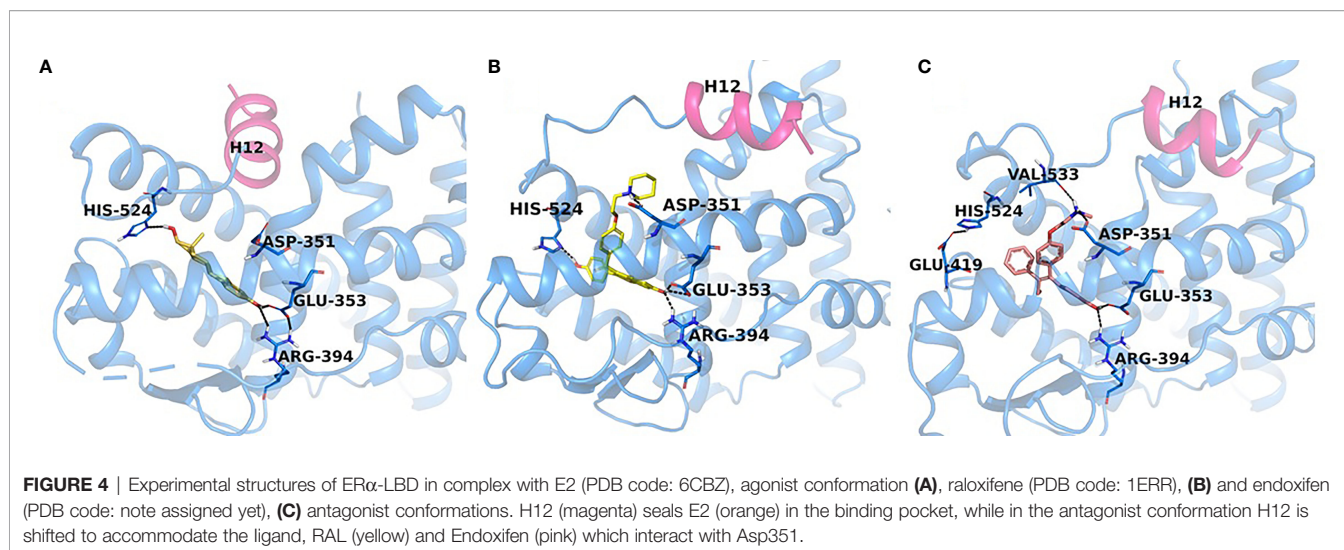 A
B
C
H12
H12
H12
HIS-524
ASP-351
GLU-353
ARG-394
HIS-524
ASP-351
GLU-353
ARG-394
VAL-533
HIS-524
ASP-351
GLU-419
GLU-353
ARG-394
FIGURE 4 | Experimental structures of ERα-LBD in complex with E2 (PDB code: 6CBZ), agonist conformation (A), raloxifene (PDB code: 1ERR), (B) and endoxifen
(PDB code: note assigned yet), (C) antagonist conformations. H12 (magenta) seals E2 (orange) in the binding pocket, while in the antagonist conformation H12 is
shifted to accommodate the ligand, RAL (yellow) and Endoxifen (pink) which interact with Asp351.